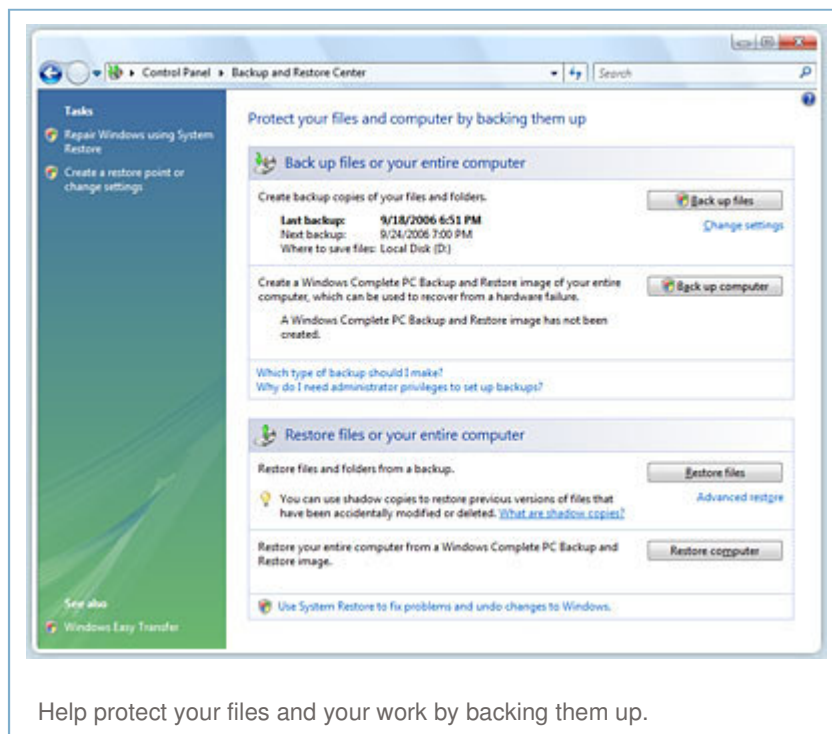 Control Panel ▸ Backup and Restore Center
Search
Tasks
Repair Windows using System
Restore
Create a restore point or
change settings
Protect your files and computer by backing them up
Back up files or your entire computer
Create backup copies of your files and folders.
Back up files
Last backup: 9/18/2006 6:51 PM
Change settings
Next backup: 9/24/2006 7:00 PM
Where to save files: Local Disk (D:)
Create a Windows Complete PC Backup and Restore image of your entire
computer, which can be used to recover from a hardware failure.
Back up computer
A Windows Complete PC Backup and Restore image has not been
created.
Which type of backup should I make?
Why do I need administrator privileges to set up backups?
Restore files or your entire computer
Restore files and folders from a backup.
Restore files
You can use shadow copies to restore previous versions of files that
have been accidentally modified or deleted. What are shadow copies?
Advanced restore
Restore your entire computer from a Windows Complete PC Backup and
Restore image.
Restore computer
Use System Restore to fix problems and undo changes to Windows.
See also
Windows Easy Transfer
Help protect your files and your work by backing them up.